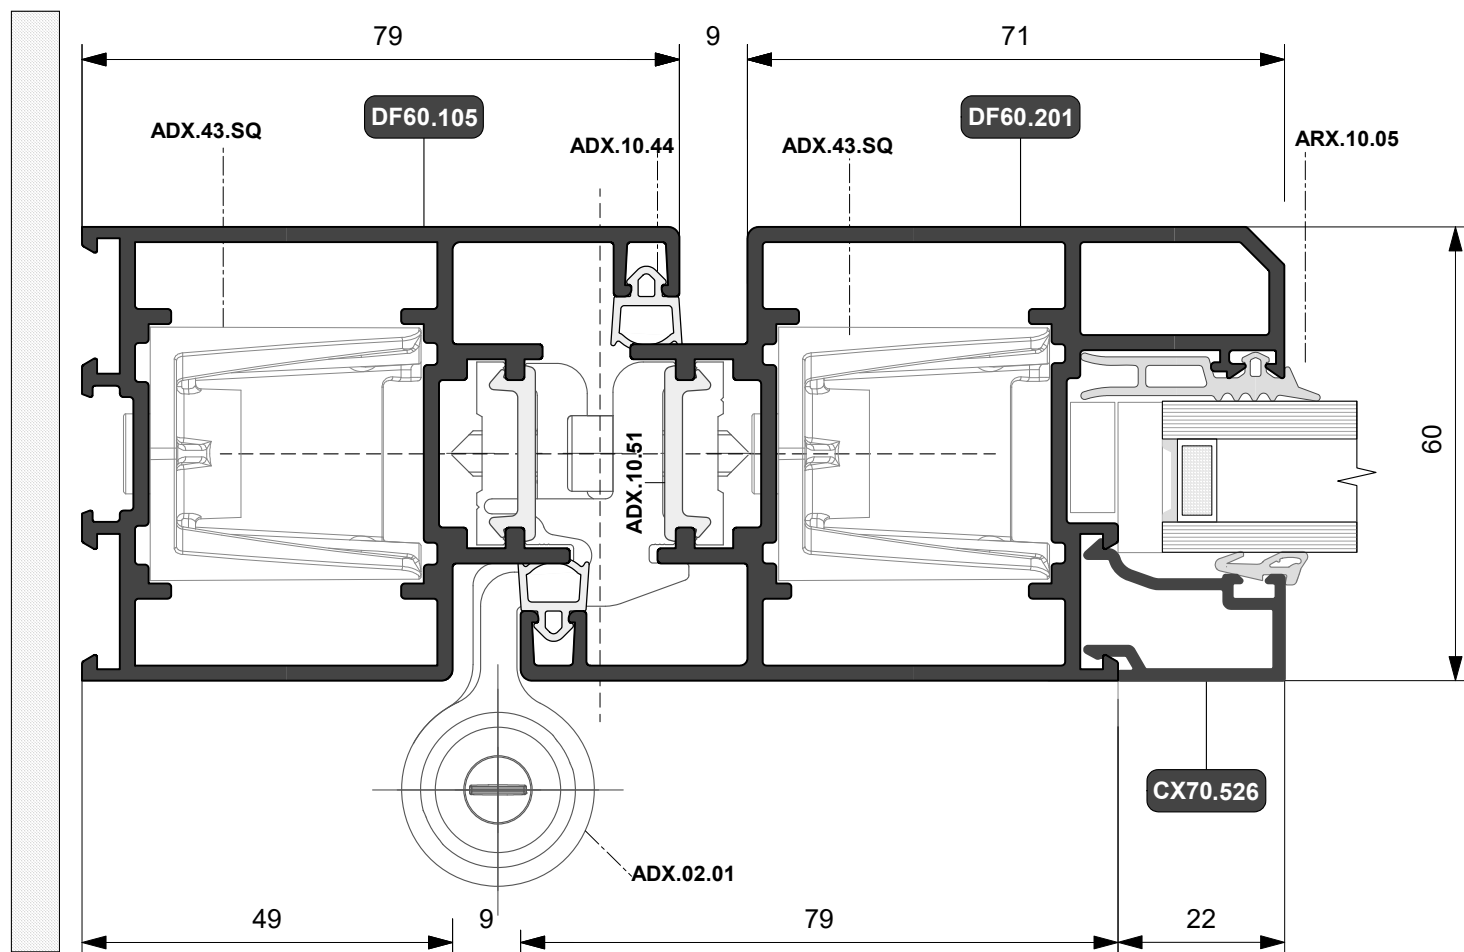 79
9
71
DF60.105
DF60.201
ADX.43.SQ
ADX.10.44
ADX.43.SQ
ARX.10.05
60
ADX.10.51
CX70.526
ADX.02.01
49
9
79
22